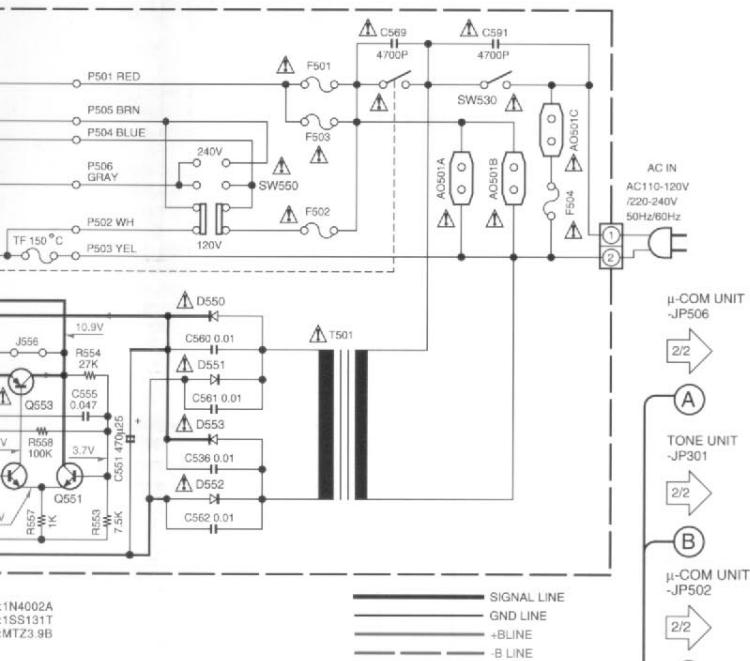 C569
4700P
C591
4700P
F501
P501 RED
SW530
P505 BRN
P504 BLUE
F503
240V
P506
GRAY
SW550
AO501A
AO501B
AO501C
F504
AC IN
AC110-120V
/220-240V
50Hz/60Hz
F502
P502 WH
120V
TF 150°C
P503 YEL
1
2
D550
10.9V
C560 0.01
T501
J556
R554
27K
D551
C555
0.047
C561 0.01
Q553
D553
R558
100K
3.7V
C551 470µ25
+
C536 0.01
D552
Q551
C562 0.01
R557
1K
R553
7.5K
V
V
µ-COM UNIT
-JP506
2/2
A
TONE UNIT
-JP301
2/2
B
µ-COM UNIT
-JP502
2/2
:1N4002A
:1SS131T
:MTZ3.9B
SIGNAL LINE
GND LINE
+BLINE
-B LINE